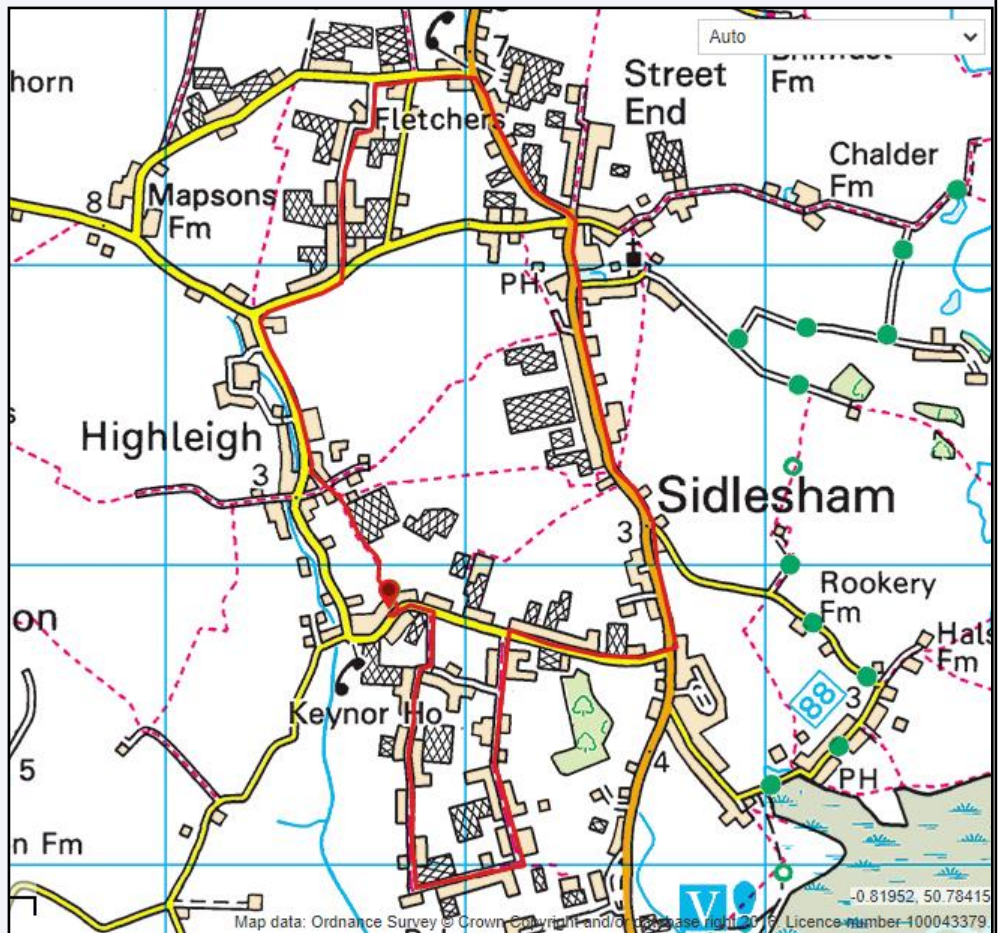 Auto
horn
7
Fletchers
Street
End
Fm
Chalder
Fm
8
Mapsons
Fm
PH
Highleigh
3
Sidlesham
3
on
Rookery
Fm
Hals
Fm
88
3
Keynor Ho
5
4
PH
n Fm
V
-0.81952, 50.78415
Map data: Ordnance Survey © Crown Copyright and/or database right 2016. Licence number 100043379.